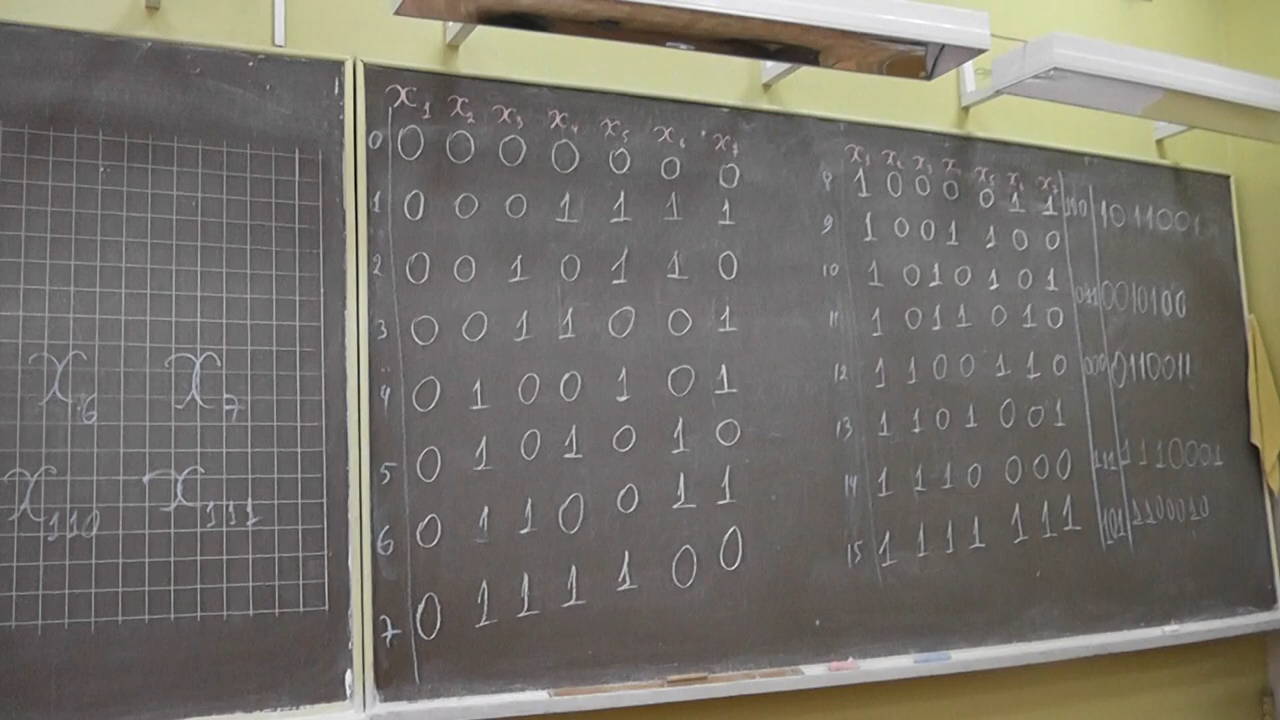 x₆ x₇
x₁₁₀ x₁₁₁
x₁ x₂ x₃ x₄ x₅ x₆ x₇
0 0 0 0 0 0 0 0
1 0 0 0 1 1 1 1
2 0 0 1 0 1 1 0
3 0 0 1 1 0 0 1
4 0 1 0 0 1 0 1
5 0 1 0 1 0 1 0
6 0 1 1 0 0 1 1
7 0 1 1 1 1 0 0
x₁ x₂ x₃ x₄ x₅ x₆ x₇
8 1 0 0 0 0 1 1
9 1 0 0 1 1 0 0
10 1 0 1 0 1 0 1
11 1 0 1 1 0 1 0
12 1 1 0 0 1 1 0
13 1 1 0 1 0 0 1
14 1 1 1 0 0 0 0
15 1 1 1 1 1 1 1
1011001
011 0010100
0110011
111 1110001
101 1100010